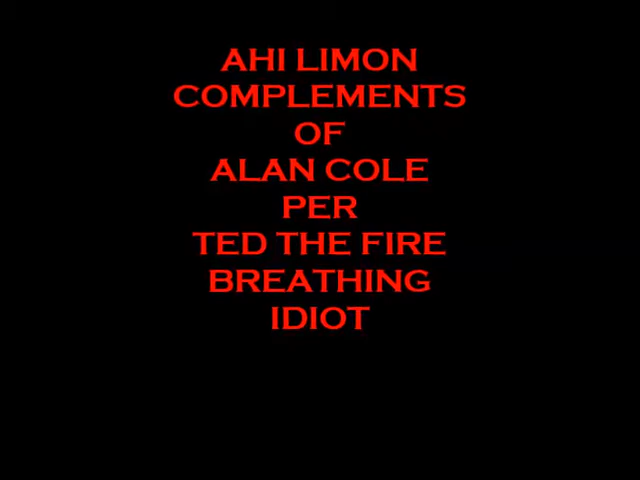 AHI LIMON
COMPLEMENTS
OF
ALAN COLE
PER
TED THE FIRE
BREATHING
IDIOT